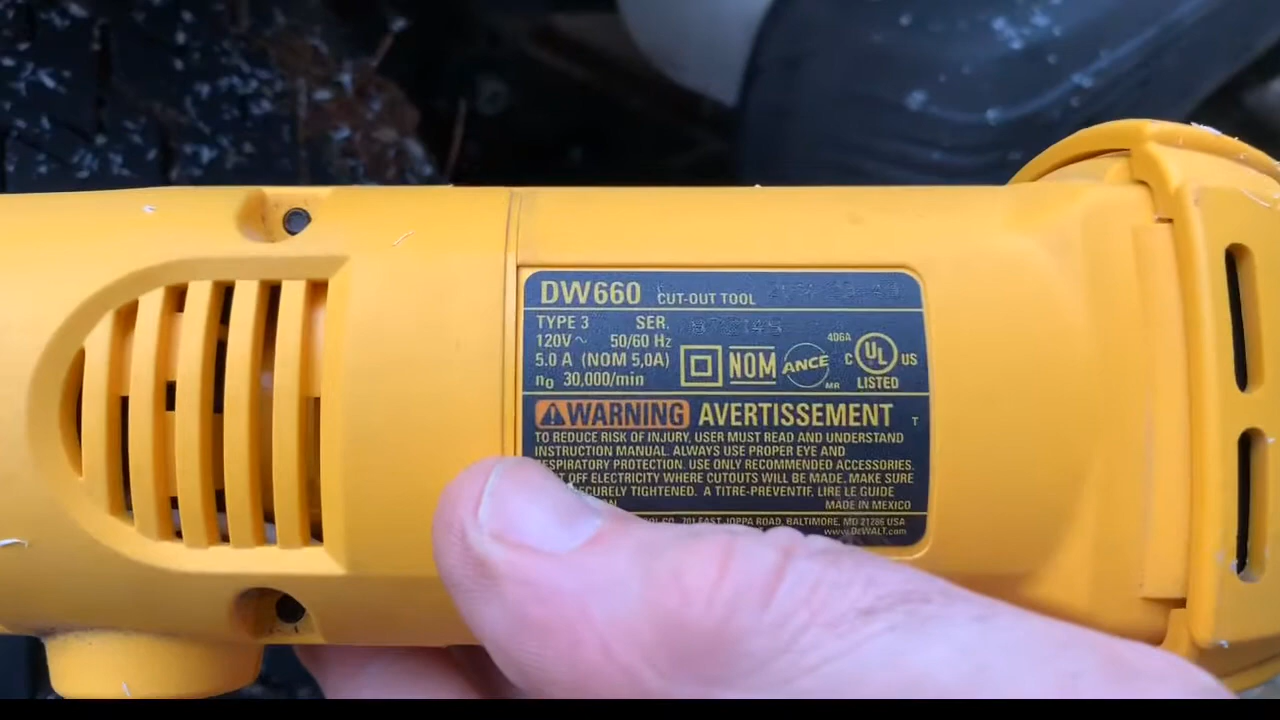 DW660 CUT-OUT TOOL
TYPE 3 SER.
120V~ 50/60 Hz
5.0 A (NOM 5,0A)
no 30,000/min
NOM
ANCE
MR
406A
C UL US
LISTED
WARNING AVERTISSEMENT
T
TO REDUCE RISK OF INJURY, USER MUST READ AND UNDERSTAND
INSTRUCTION MANUAL. ALWAYS USE PROPER EYE AND
RESPIRATORY PROTECTION. USE ONLY RECOMMENDED ACCESSORIES.
OFF ELECTRICITY WHERE CUTOUTS WILL BE MADE. MAKE SURE
SECURELY TIGHTENED. A TITRE-PRÉVENTIF, LIRE LE GUIDE
MADE IN MEXICO
CO., 701 EAST JOPPA ROAD, BALTIMORE, MD 21286 USA
www.DeWALT.com